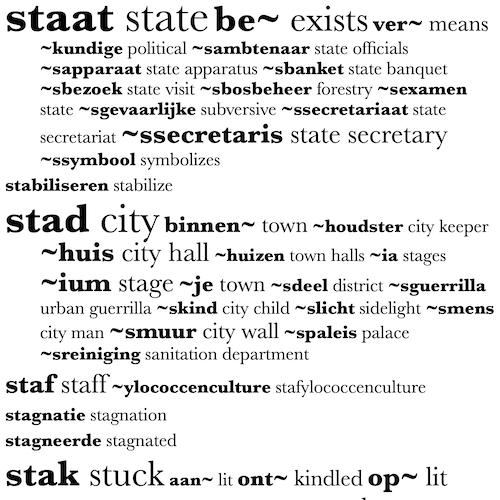 staat state be~ exists ver~ means
~kundige political ~sambtenaar state officials
~sapparaat state apparatus ~sbanket state banquet
~sbezoek state visit ~sbosbeheer forestry ~sexamen
state ~sgevaarlijke subversive ~ssecretariaat state
secretariat ~ssecretaris state secretary
~ssymbool symbolizes
stabiliseren stabilize
stad city binnen~ town ~houdster city keeper
~huis city hall ~huizen town halls ~ia stages
~ium stage ~je town ~sdeel district ~sguerrilla
urban guerrilla ~skind city child ~slicht sidelight ~smens
city man ~smuur city wall ~spaleis palace
~sreiniging sanitation department
staf staff ~ylococcenculture stafylococcenculture
stagnatie stagnation
stagneerde stagnated
stak stuck aan~ lit ont~ kindled op~ lit